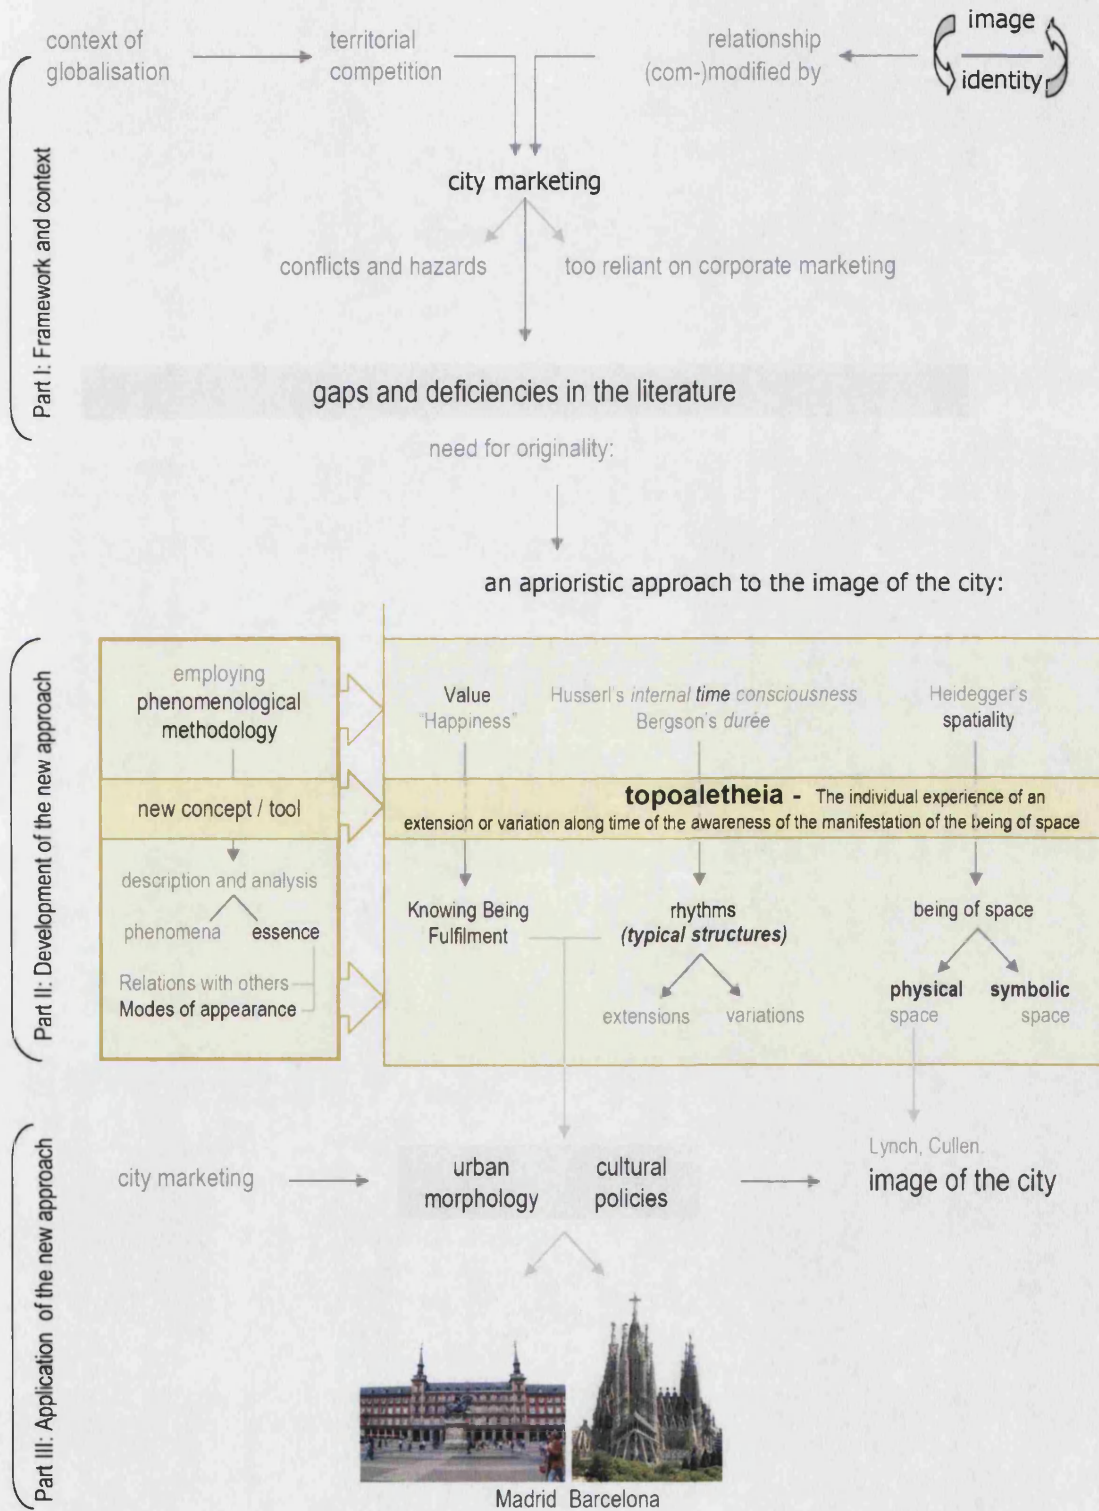 image
identity
context of
globalisation
territorial
competition
relationship
(com-)modified by
Part I: Framework and context
city marketing
conflicts and hazards
too reliant on corporate marketing
gaps and deficiencies in the literature
need for originality:
an aprioristic approach to the image of the city:
Part II: Development of the new approach
employing
phenomenological
methodology
new concept / tool
description and analysis
phenomena
essence
Relations with others
Modes of appearance
Value
"Happiness"
Husserl's internal time consciousness
Bergson's durée
Heidegger's
spatiality
topoaletheia - The individual experience of an
extension or variation along time of the awareness of the manifestation of the being of space
Knowing Being
Fulfilment
rhythms
(typical structures)
extensions
variations
being of space
physical
space
symbolic
space
Part III: Application of the new approach
city marketing
urban
morphology
cultural
policies
Lynch, Cullen.
image of the city
Madrid Barcelona